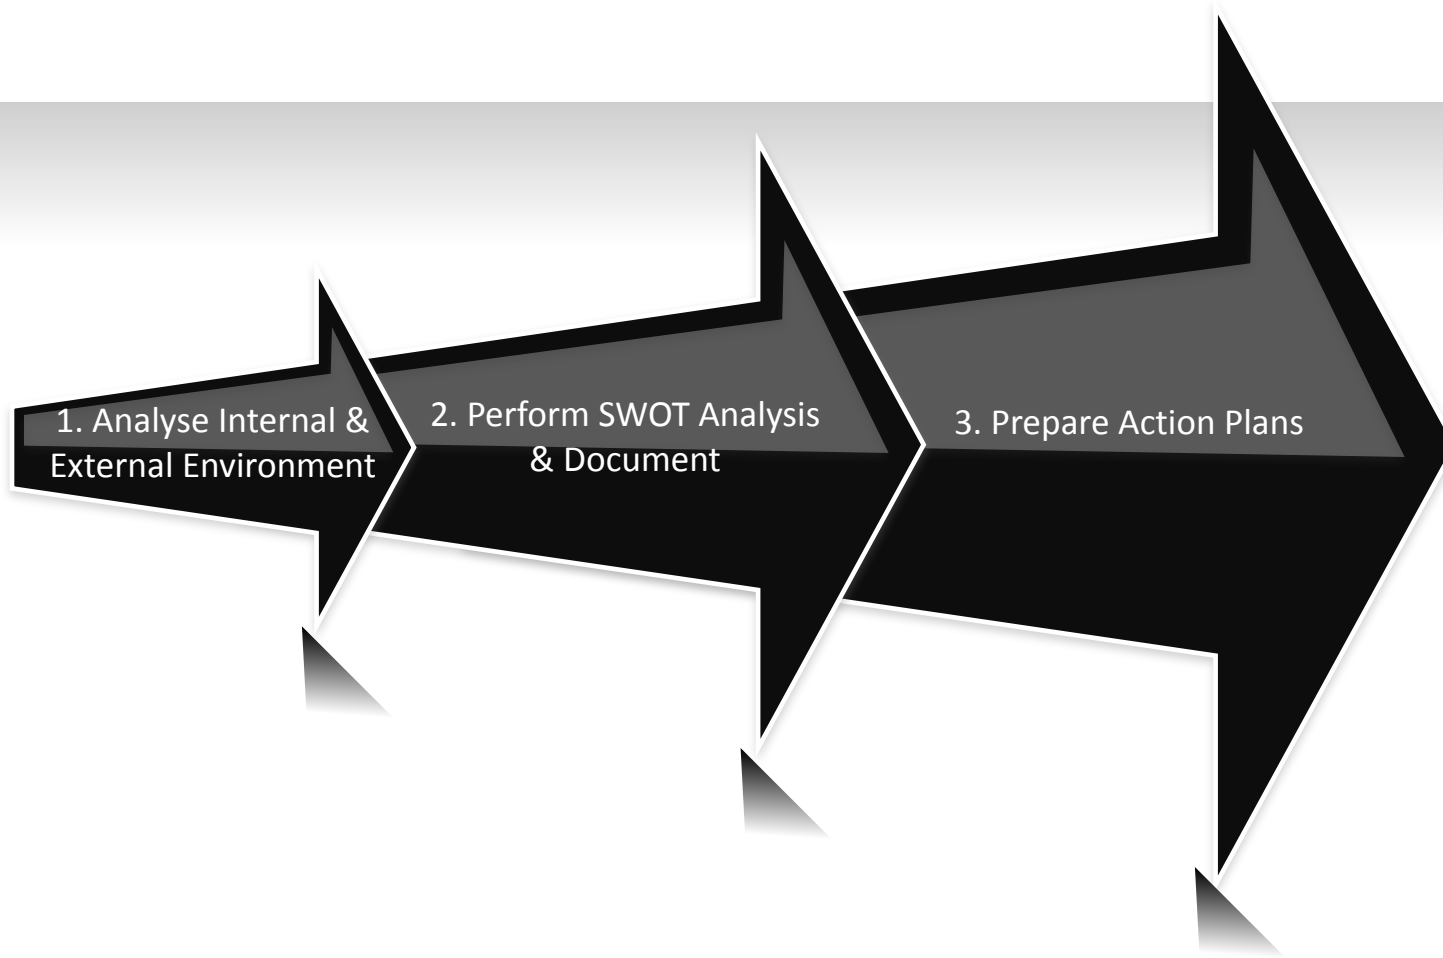 1. Analyse Internal &
External Environment
2. Perform SWOT Analysis
& Document
3. Prepare Action Plans